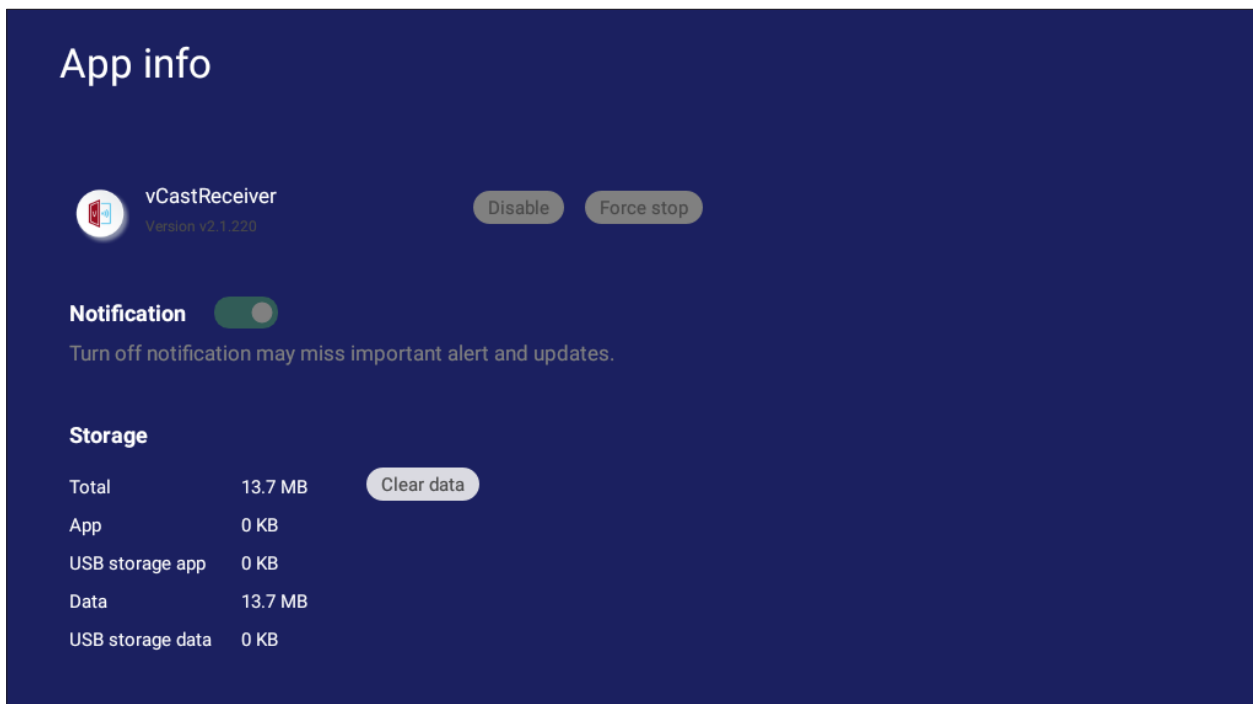 App info
vCastReceiver
Version v2.1.220
Disable
Force stop
Notification
Turn off notification may miss important alert and updates.
Storage
Total 13.7 MB Clear data
App 0 KB
USB storage app 0 KB
Data 13.7 MB
USB storage data 0 KB